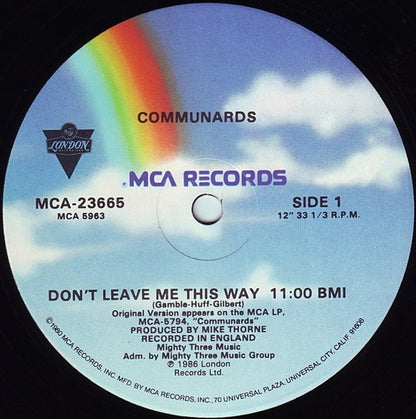 COMMUNARDS
LONDON
RECORDINGS
MCA RECORDS
MCA-23665
MCA 5963
SIDE 1
12" 33 1/3 R.P.M.
DON'T LEAVE ME THIS WAY 11:00 BMI
(Gamble-Huff-Gilbert)
Original Version appears on the MCA LP,
MCA-5794, "Communards"
PRODUCED BY MIKE THORNE
RECORDED IN ENGLAND
Mighty Three Music
Adm. by Mighty Three Music Group
℗ 1986 London
Records Ltd.
©1980 MCA RECORDS, INC. MFD. BY MCA RECORDS, INC., 70 UNIVERSAL PLAZA, UNIVERSAL CITY, CALIF. 91608